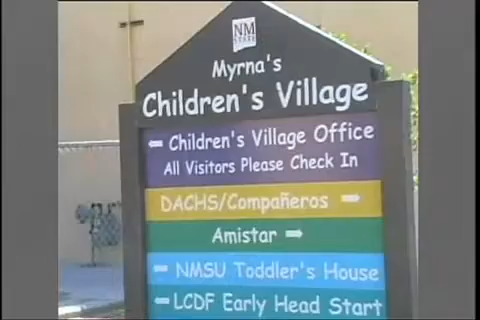 NM
STATE
Myrna's
Children's Village
Children's Village Office
All Visitors Please Check In
DACHS/Compañeros
Amistar
NMSU Toddler's House
LCDF Early Head Start